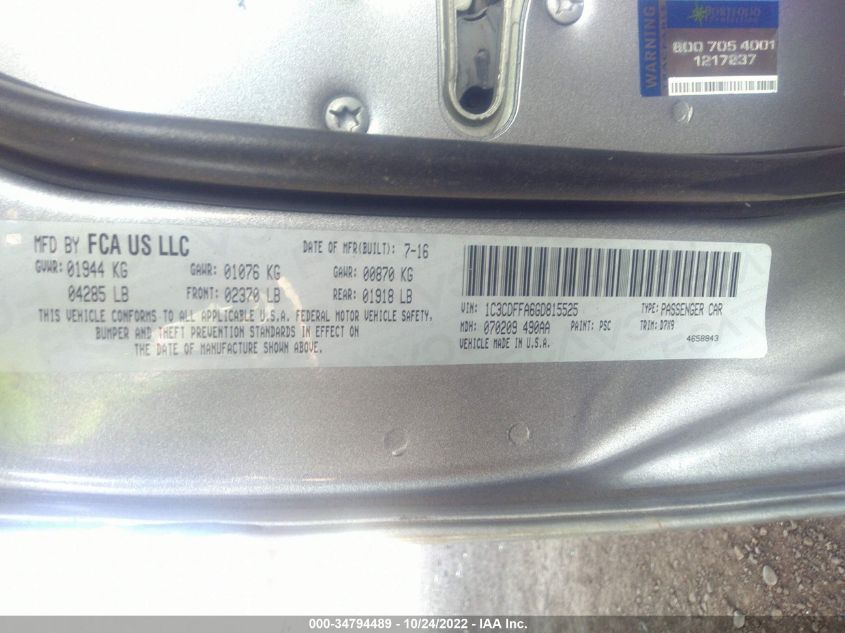 PORTFOLIO
Protection
WARNING
800 705 4001
1217237
MFD BY FCA US LLC
DATE OF MFR(BUILT): 7-16
GVWR: 01944 KG
GAWR: 01076 KG
GAWR: 00870 KG
04285 LB
FRONT: 02370 LB
REAR: 01918 LB
THIS VEHICLE CONFORMS TO ALL APPLICABLE U.S.A. FEDERAL MOTOR VEHICLE SAFETY,
BUMPER AND THEFT PREVENTION STANDARDS IN EFFECT ON
THE DATE OF MANUFACTURE SHOWN ABOVE.
VIN: 1C3CDFFA6GD815525
TYPE: PASSENGER CAR
MDH: 070209 490AA
PAINT: PSC
TRIM: D7X9
VEHICLE MADE IN U.S.A.
4658843
000-34794489 - 10/24/2022 - IAA Inc.